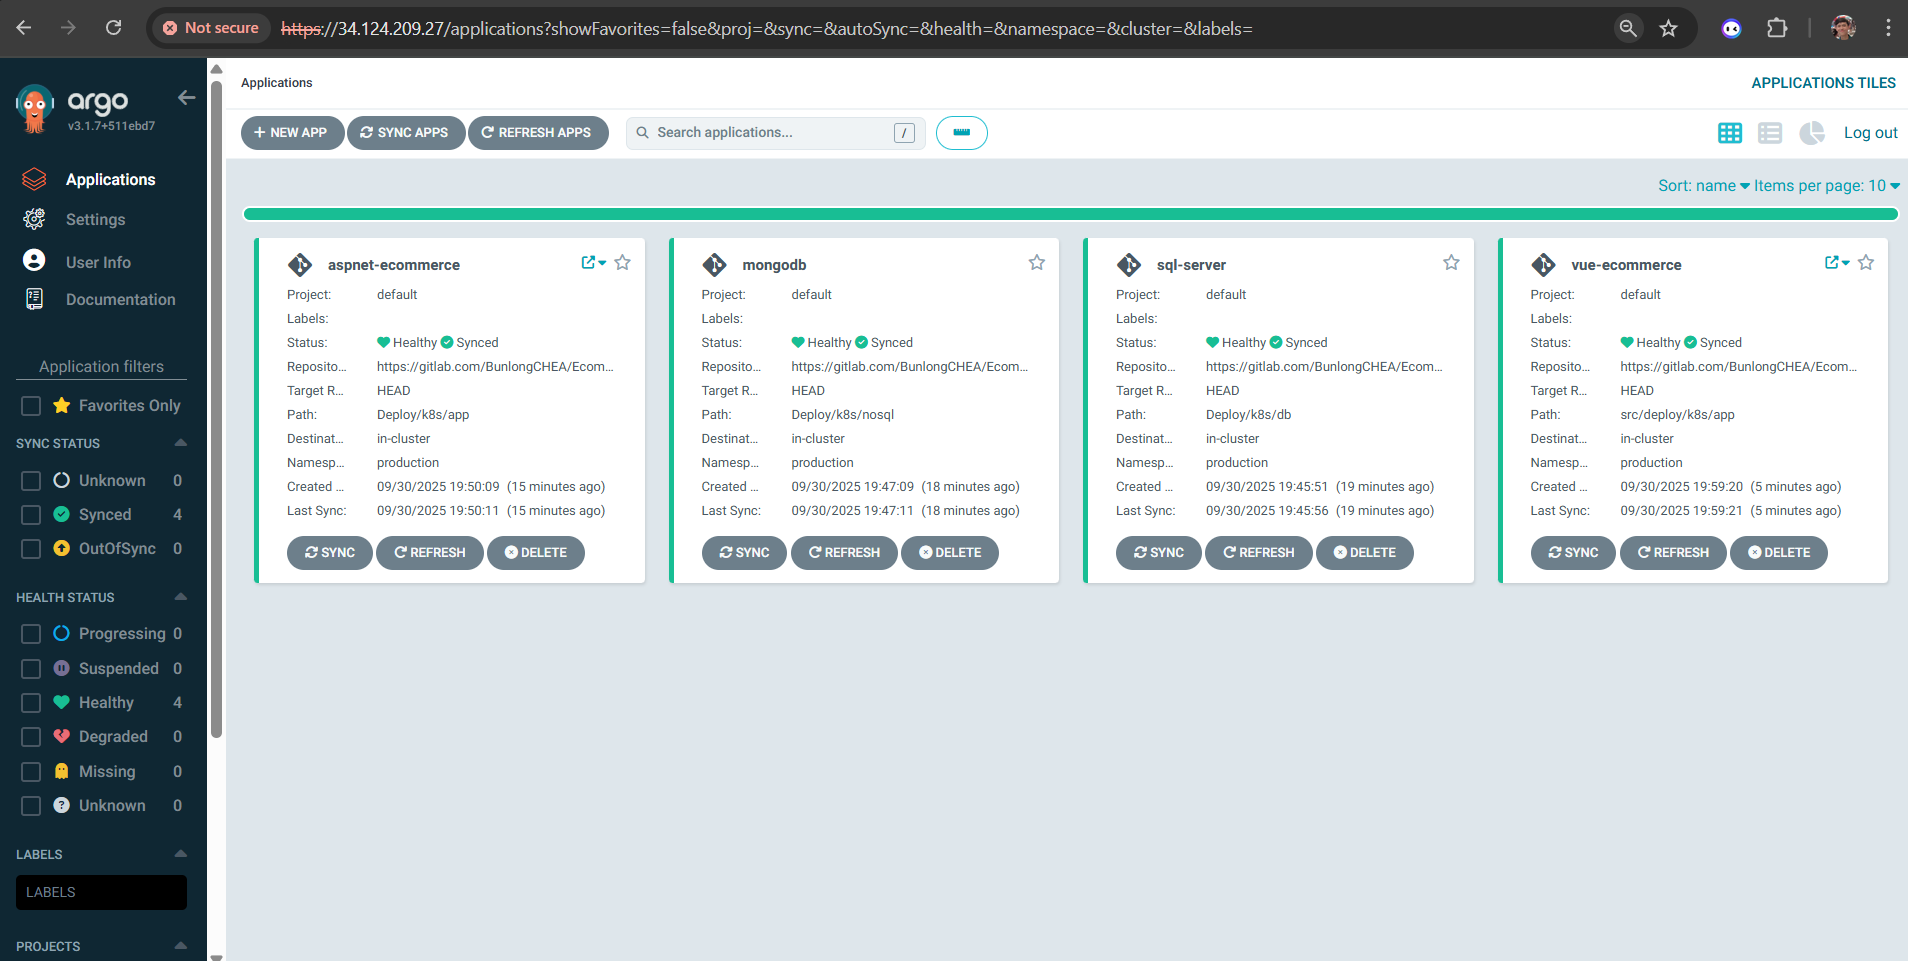 Not secure https://34.124.209.27/applications?showFavorites=false&proj=&sync=&autoSync=&health=&namespace=&cluster=&labels=
argo
v3.1.7+511ebd7
Applications
Settings
User Info
Documentation
Application filters
Favorites Only
SYNC STATUS
Unknown 0
Synced 4
OutOfSync 0
HEALTH STATUS
Progressing 0
Suspended 0
Healthy 4
Degraded 0
Missing 0
Unknown 0
LABELS
LABELS
PROJECTS
Applications
APPLICATIONS TILES
+ NEW APP SYNC APPS REFRESH APPS Search applications... / Log out
Sort: name Items per page: 10
aspnet-ecommerce
Project: default
Labels:
Status: Healthy Synced
Reposito... https://gitlab.com/BunlongCHEA/Ecom...
Target R... HEAD
Path: Deploy/k8s/app
Destinat... in-cluster
Namesp... production
Created ... 09/30/2025 19:50:09 (15 minutes ago)
Last Sync: 09/30/2025 19:50:11 (15 minutes ago)
SYNC REFRESH DELETE
mongodb
Project: default
Labels:
Status: Healthy Synced
Reposito... https://gitlab.com/BunlongCHEA/Ecom...
Target R... HEAD
Path: Deploy/k8s/nosql
Destinat... in-cluster
Namesp... production
Created ... 09/30/2025 19:47:09 (18 minutes ago)
Last Sync: 09/30/2025 19:47:11 (18 minutes ago)
SYNC REFRESH DELETE
sql-server
Project: default
Labels:
Status: Healthy Synced
Reposito... https://gitlab.com/BunlongCHEA/Ecom...
Target R... HEAD
Path: Deploy/k8s/db
Destinat... in-cluster
Namesp... production
Created ... 09/30/2025 19:45:51 (19 minutes ago)
Last Sync: 09/30/2025 19:45:56 (19 minutes ago)
SYNC REFRESH DELETE
vue-ecommerce
Project: default
Labels:
Status: Healthy Synced
Reposito... https://gitlab.com/BunlongCHEA/Ecom...
Target R... HEAD
Path: src/deploy/k8s/app
Destinat... in-cluster
Namesp... production
Created ... 09/30/2025 19:59:20 (5 minutes ago)
Last Sync: 09/30/2025 19:59:21 (5 minutes ago)
SYNC REFRESH DELETE